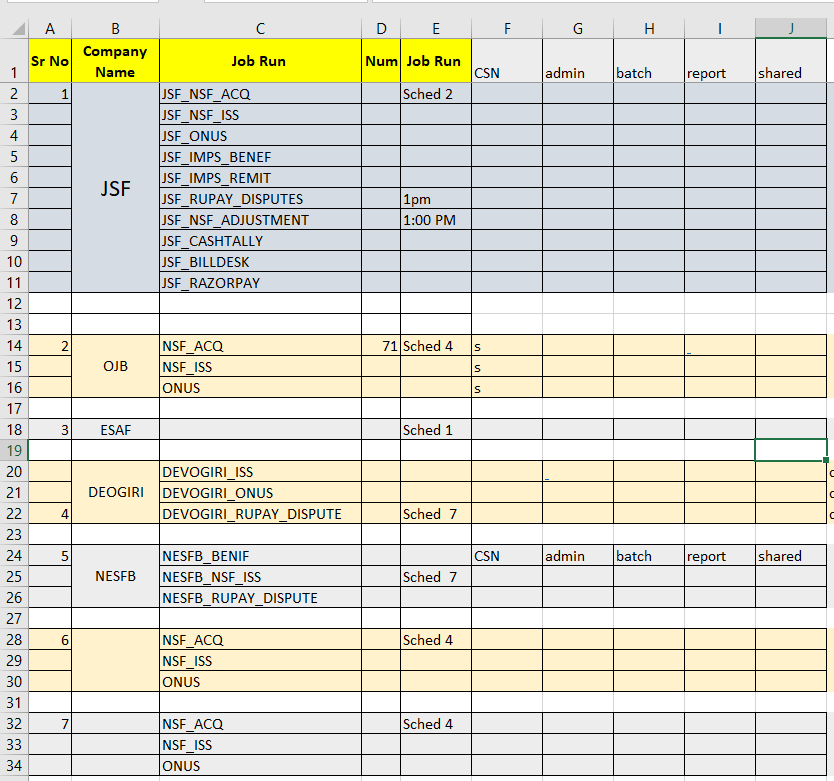 A B C D E F G H I J
1 Sr No Company Name Job Run Num Job Run CSN admin batch report shared
2 1 JSF_NSF_ACQ Sched 2
3 JSF_NSF_ISS
4 JSF_ONUS
5 JSF_IMPS_BENEF
6 JSF JSF_IMPS_REMIT
7 JSF_RUPAY_DISPUTES 1pm
8 JSF_NSF_ADJUSTMENT 1:00 PM
9 JSF_CASHTALLY
10 JSF_BILLDESK
11 JSF_RAZORPAY
12
13
14 2 NSF_ACQ 71 Sched 4 s _
15 OJB NSF_ISS s
16 ONUS s
17
18 3 ESAF Sched 1
19
20 DEVOGIRI_ISS _
21 DEOGIRI DEVOGIRI_ONUS
22 4 DEVOGIRI_RUPAY_DISPUTE Sched 7
23
24 5 NESFB_BENIF CSN admin batch report shared
25 NESFB NESFB_NSF_ISS Sched 7
26 NESFB_RUPAY_DISPUTE
27
28 6 NSF_ACQ Sched 4
29 NSF_ISS
30 ONUS
31
32 7 NSF_ACQ Sched 4
33 NSF_ISS
34 ONUS